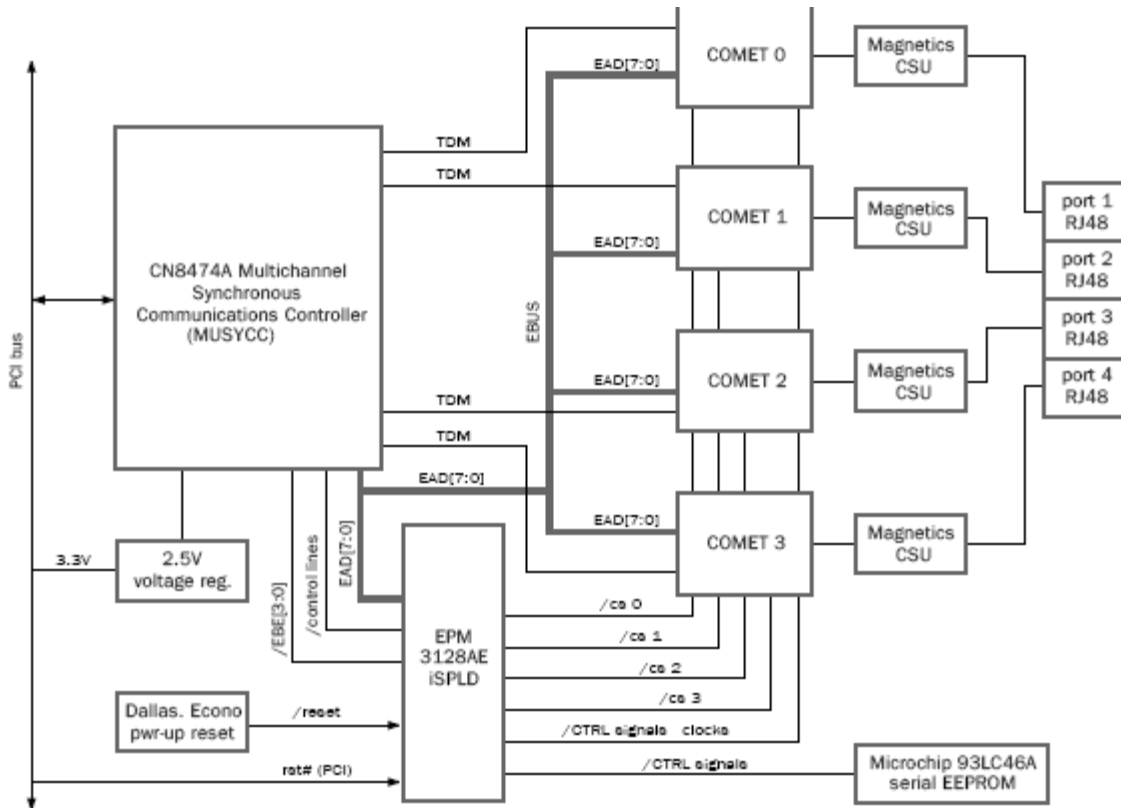 COMET 0
Magnetics
CSU
EAD[7:0]
TDM
TDM
COMET 1
Magnetics
CSU
port 1
RJ48
port 2
RJ48
port 3
RJ48
port 4
RJ48
EAD[7:0]
CN8474A Multichannel
Synchronous
Communications Controller
(MUSYCC)
PCI bus
EBUS
EAD[7:0]
COMET 2
Magnetics
CSU
TDM
TDM
EAD[7:0]
EAD[7:0]
COMET 3
Magnetics
CSU
3.3V
2.5V
voltage reg.
/EBE[3:0]
/control lines
EAD[7:0]
EPM
3128AE
iSPLD
/cs 0
/cs 1
/cs 2
/cs 3
/CTRL signals clocks
/CTRL signals
Dallas. Econo
pwr-up reset
/reset
rst# (PCI)
Microchip 93LC46A
serial EEPROM